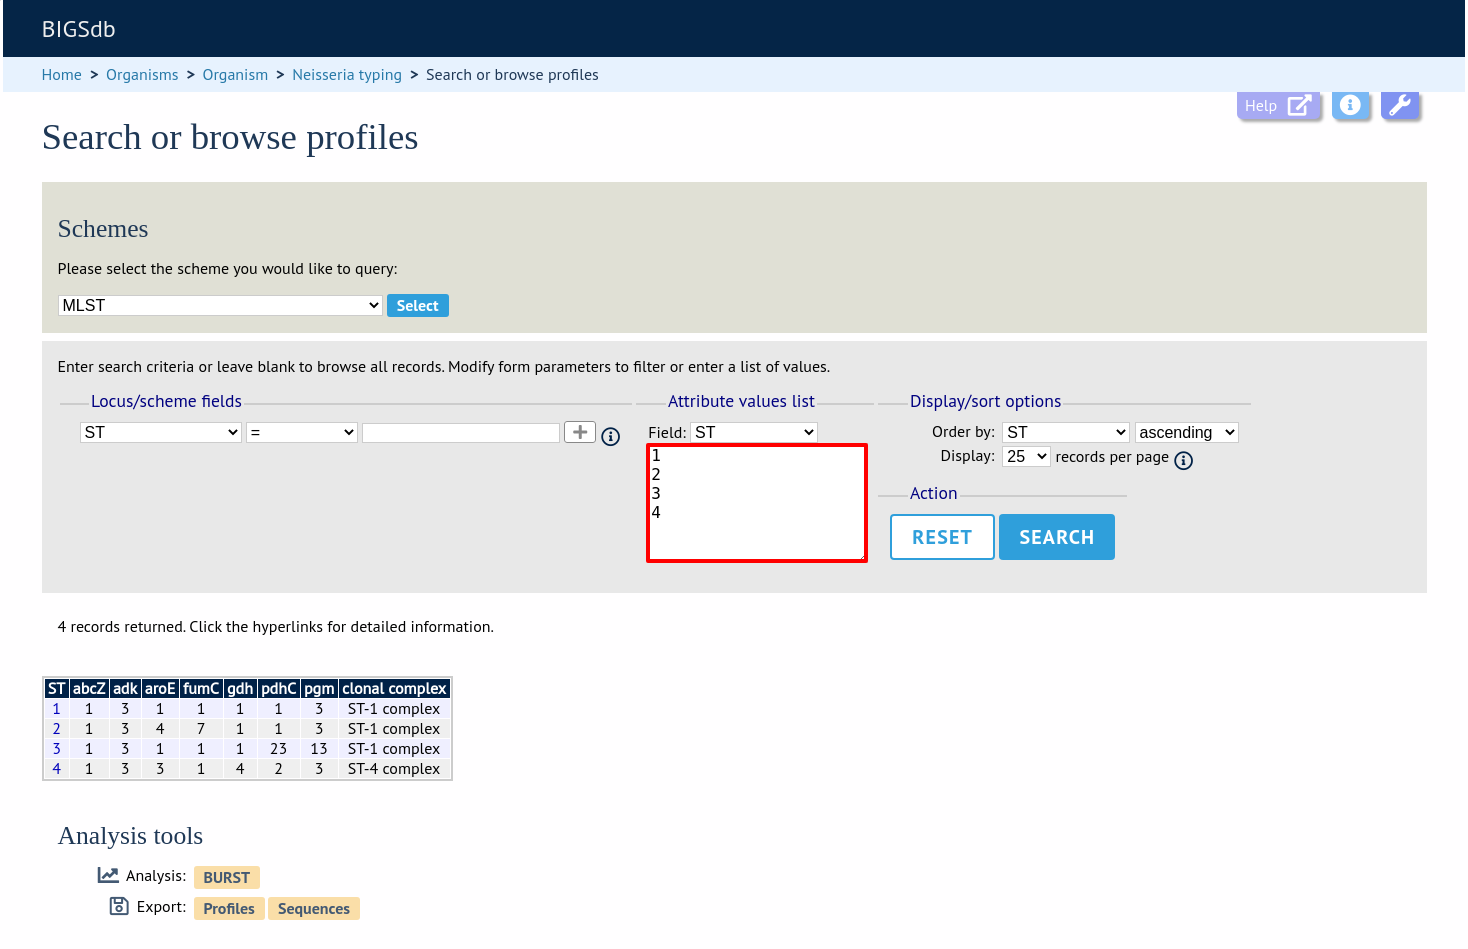 BIGSdb
Home > Organisms > Organism > Neisseria typing > Search or browse profiles
Help
Search or browse profiles
Schemes
Please select the scheme you would like to query:
MLST Select
Enter search criteria or leave blank to browse all records. Modify form parameters to filter or enter a list of values.
Locus/scheme fields
ST =
Attribute values list
Field: ST
1
2
3
4
Display/sort options
Order by: ST ascending
Display: 25 records per page
Action
RESET SEARCH
4 records returned. Click the hyperlinks for detailed information.
ST abcZ adk aroE fumC gdh pdhC pgm clonal complex
1 1 3 1 1 1 1 3 ST-1 complex
2 1 3 4 7 1 1 3 ST-1 complex
3 1 3 1 1 1 23 13 ST-1 complex
4 1 3 3 1 4 2 3 ST-4 complex
Analysis tools
Analysis: BURST
Export: Profiles Sequences